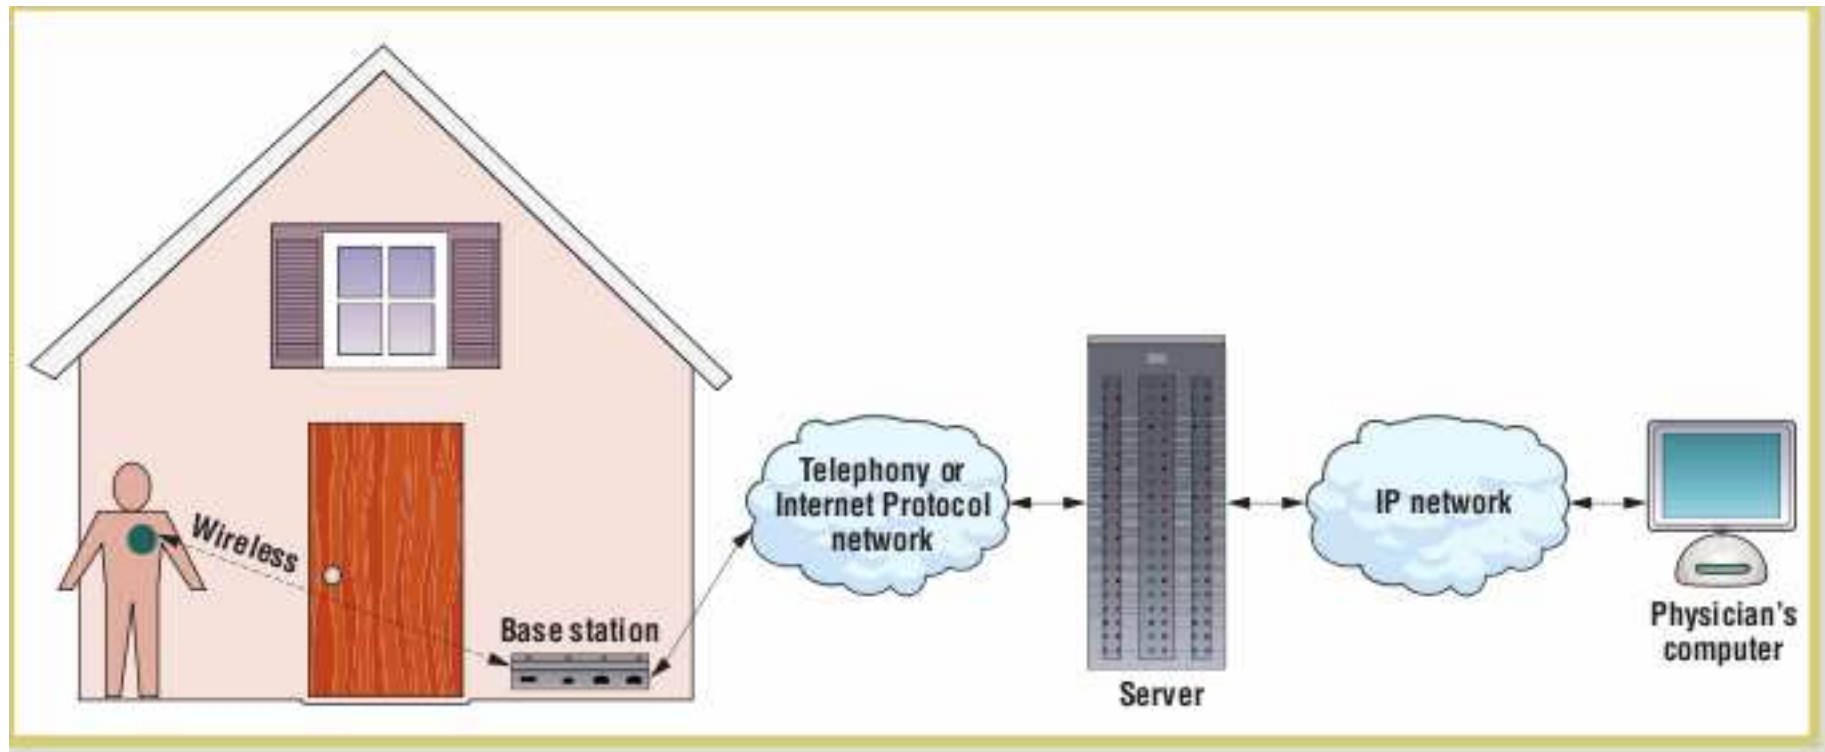 Wireless
Base station
Telephony or
Internet Protocol
network
Server
IP network
Physician's
computer